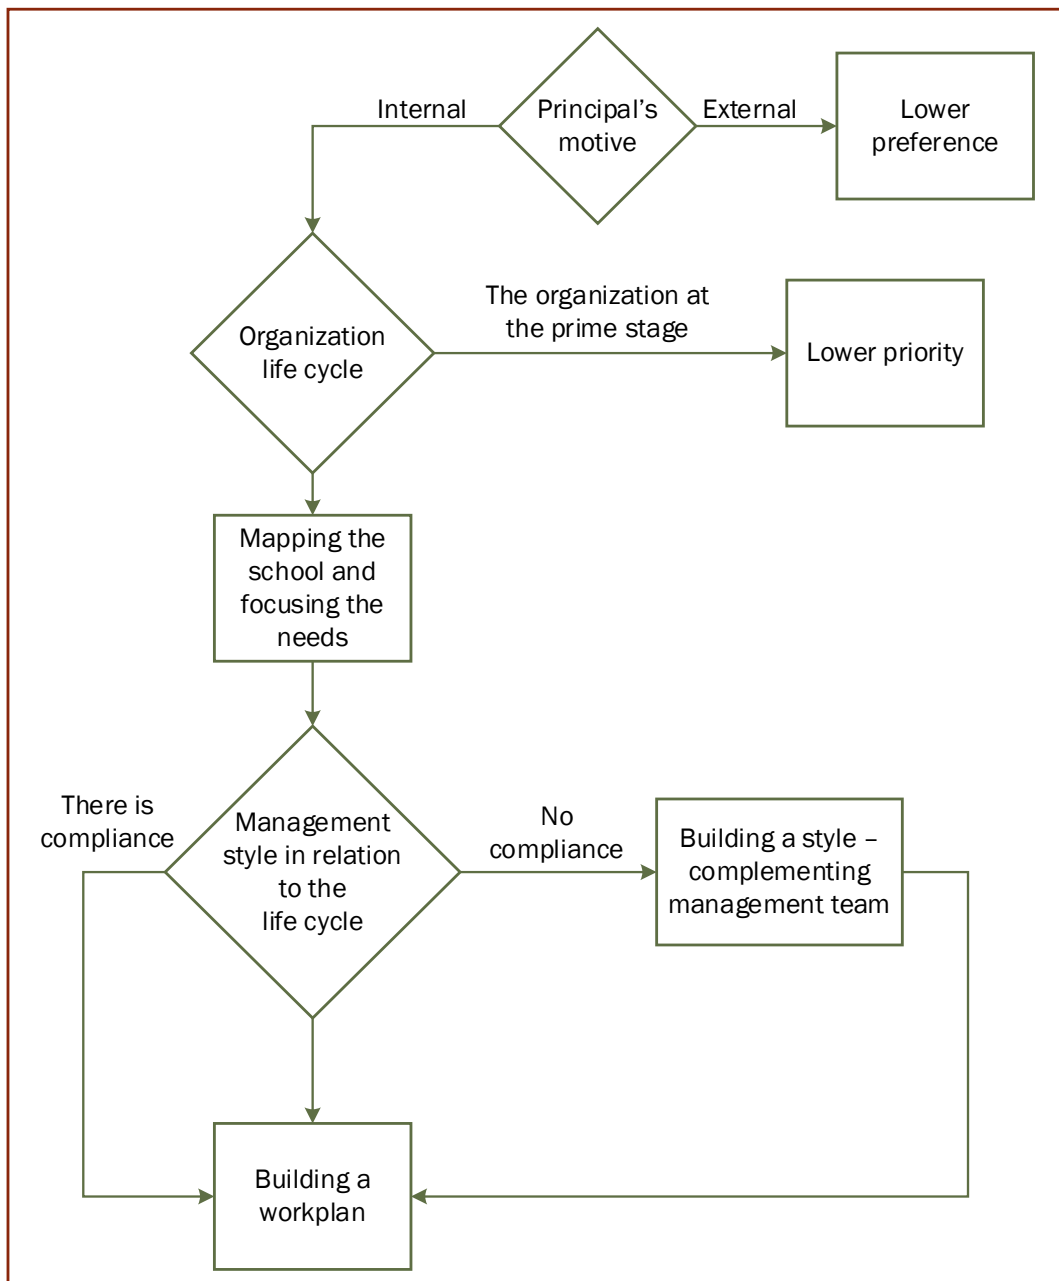 Internal
Principal's
motive
External
Lower
preference
Organization
life cycle
The organization at
the prime stage
Lower priority
Mapping the
school and
focusing the
needs
There is
compliance
Management
style in relation
to the
life cycle
No
compliance
Building a style –
complementing
management team
Building a
workplan